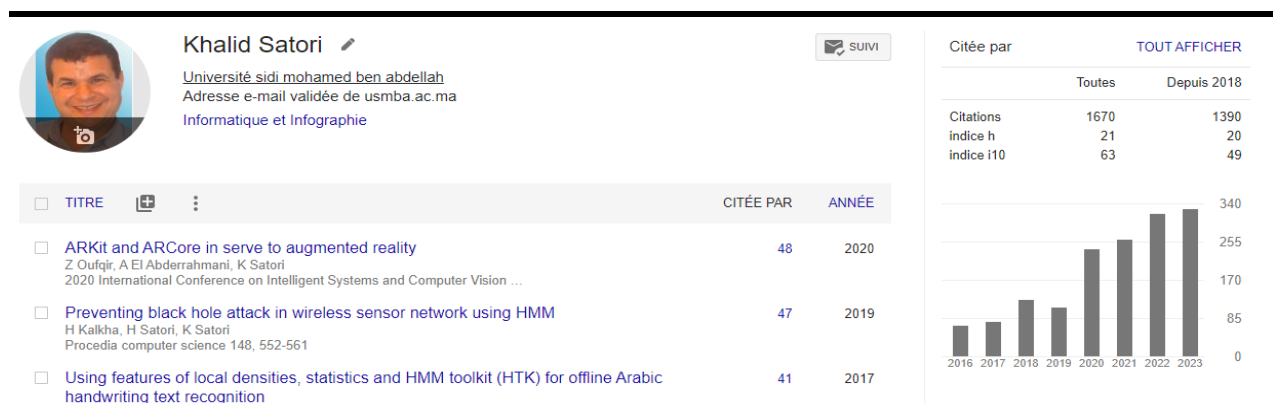 Khalid Satori
SUIVI
Université sidi mohamed ben abdellah
Adresse e-mail validée de usmba.ac.ma
Informatique et Infographie
TITRE CITÉE PAR ANNÉE
ARKit and ARCore in serve to augmented reality 48 2020
Z Oufqir, A El Abderrahmani, K Satori
2020 International Conference on Intelligent Systems and Computer Vision ...
Preventing black hole attack in wireless sensor network using HMM 47 2019
H Kalkha, H Satori, K Satori
Procedia computer science 148, 552-561
Using features of local densities, statistics and HMM toolkit (HTK) for offline Arabic 41 2017
handwriting text recognition
Citée par TOUT AFFICHER
Toutes Depuis 2018
Citations 1670 1390
indice h 21 20
indice i10 63 49
340
255
170
85
0
2016 2017 2018 2019 2020 2021 2022 2023